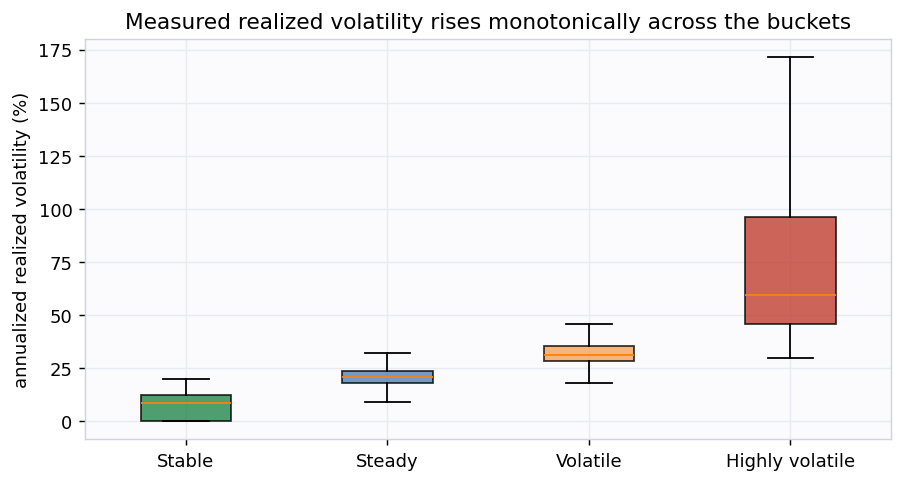 Measured realized volatility rises monotonically across the buckets
annualized realized volatility (%)
175
150
125
100
75
50
25
0
Stable Steady Volatile Highly volatile